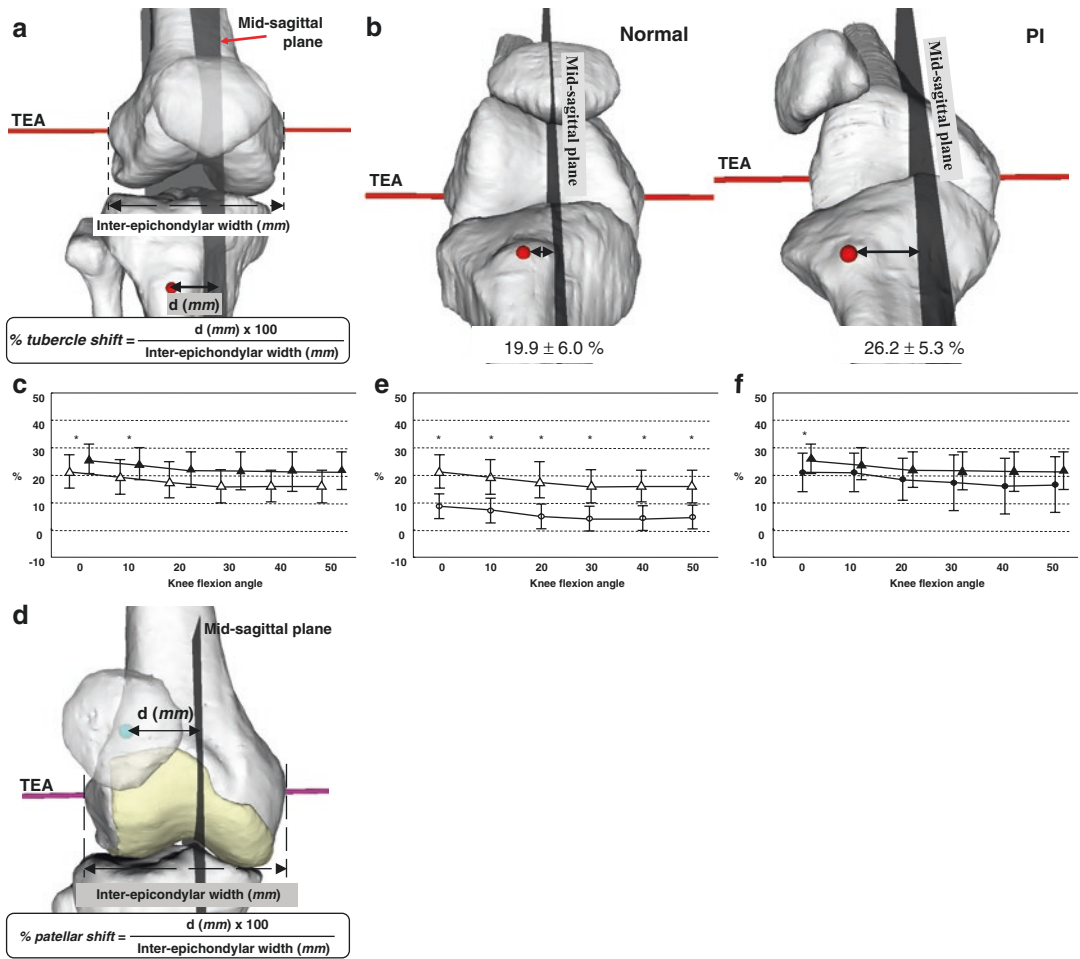 a
Mid-sagittal
plane
TEA
Inter-epichondylar width (mm)
d (mm)
% tubercle shift =
d (mm) x 100
Inter-epichondylar width (mm)
b
Normal
Mid-sagittal plane
TEA
19.9 ± 6.0 %
PI
Mid-sagittal plane
TEA
26.2 ± 5.3 %
c
50
40
30
%
20
10
0
-10
* *
0 10 20 30 40 50
Knee flexion angle
e
50
40
30
%
20
10
0
-10
* * * * * *
0 10 20 30 40 50
Knee flexion angle
f
50
40
30
%
20
10
0
-10
*
0 10 20 30 40 50
Knee flexion angle
d
Mid-sagittal plane
d (mm)
TEA
Inter-epicondylar width (mm)
% patellar shift =
d (mm) x 100
Inter-epichondylar width (mm)